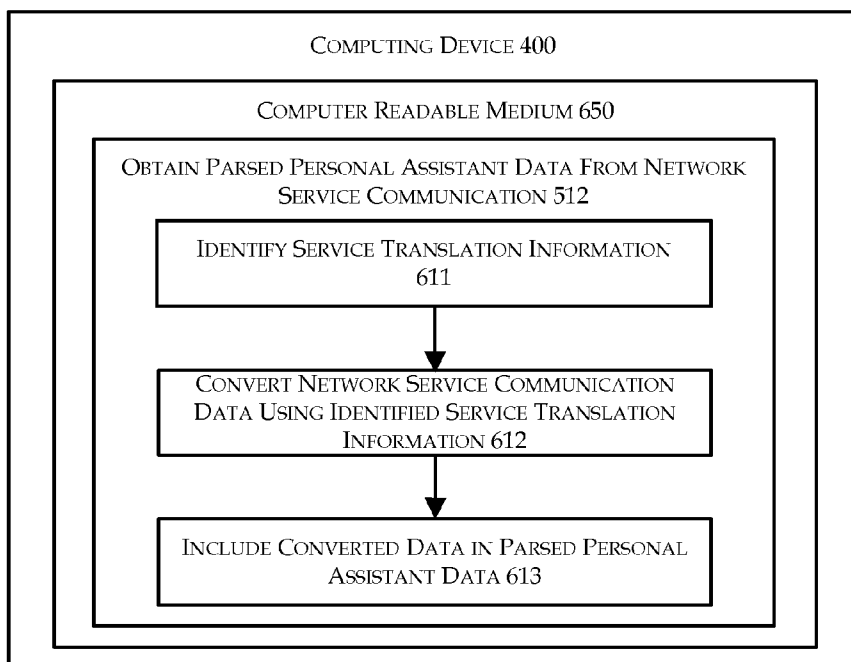 COMPUTING DEVICE 400
COMPUTER READABLE MEDIUM 650
OBTAIN PARSED PERSONAL ASSISTANT DATA FROM NETWORK
SERVICE COMMUNICATION 512
IDENTIFY SERVICE TRANSLATION INFORMATION
611
CONVERT NETWORK SERVICE COMMUNICATION
DATA USING IDENTIFIED SERVICE TRANSLATION
INFORMATION 612
INCLUDE CONVERTED DATA IN PARSED PERSONAL
ASSISTANT DATA 613